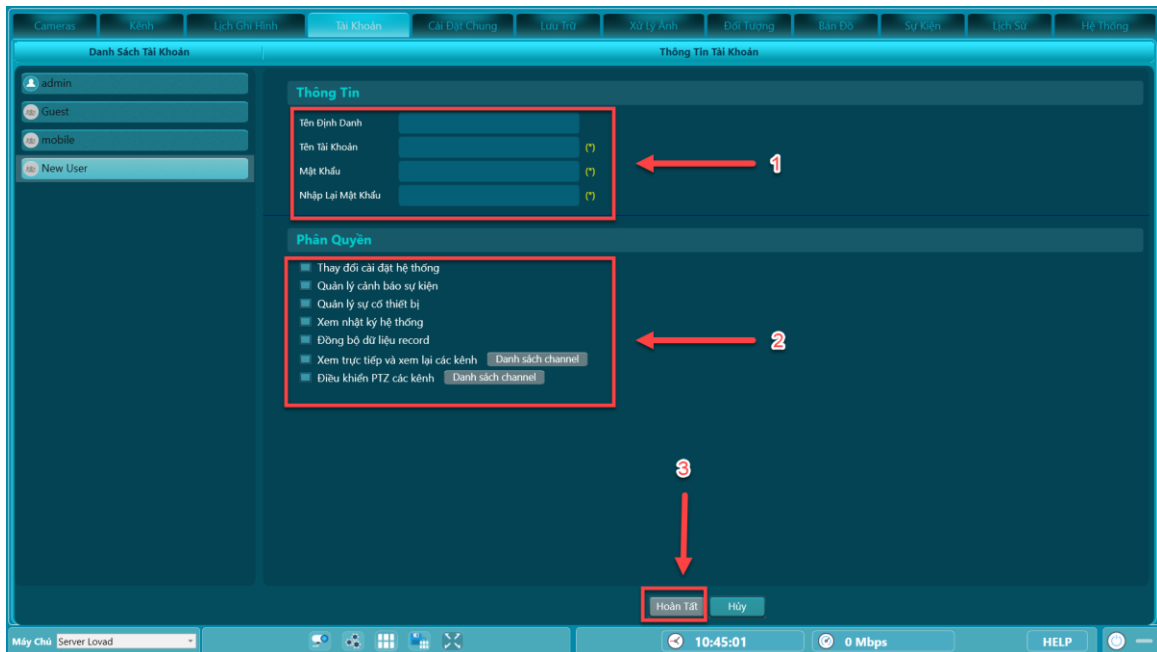 Cameras Kênh Lịch Ghi Hình Tài Khoản Cài Đặt Chung Lưu Trữ Xử Lý Ảnh Đối Tượng Bản Đồ Sự Kiện Lịch Sử Hệ Thống
Danh Sách Tài Khoản Thông Tin Tài Khoản
admin
Guest
mobile
New User
Thông Tin
Tên Định Danh
Tên Tài Khoản (*)
Mật Khẩu (*)
Nhập Lại Mật Khẩu (*)
1
Phân Quyền
Thay đổi cài đặt hệ thống
Quản lý cảnh báo sự kiện
Quản lý sự cố thiết bị
Xem nhật ký hệ thống
Đồng bộ dữ liệu record
Xem trực tiếp và xem lại các kênh Danh sách channel
Điều khiển PTZ các kênh Danh sách channel
2
3
Hoàn Tất Hủy
Máy Chủ Server Lovad 10:45:01 0 Mbps HELP